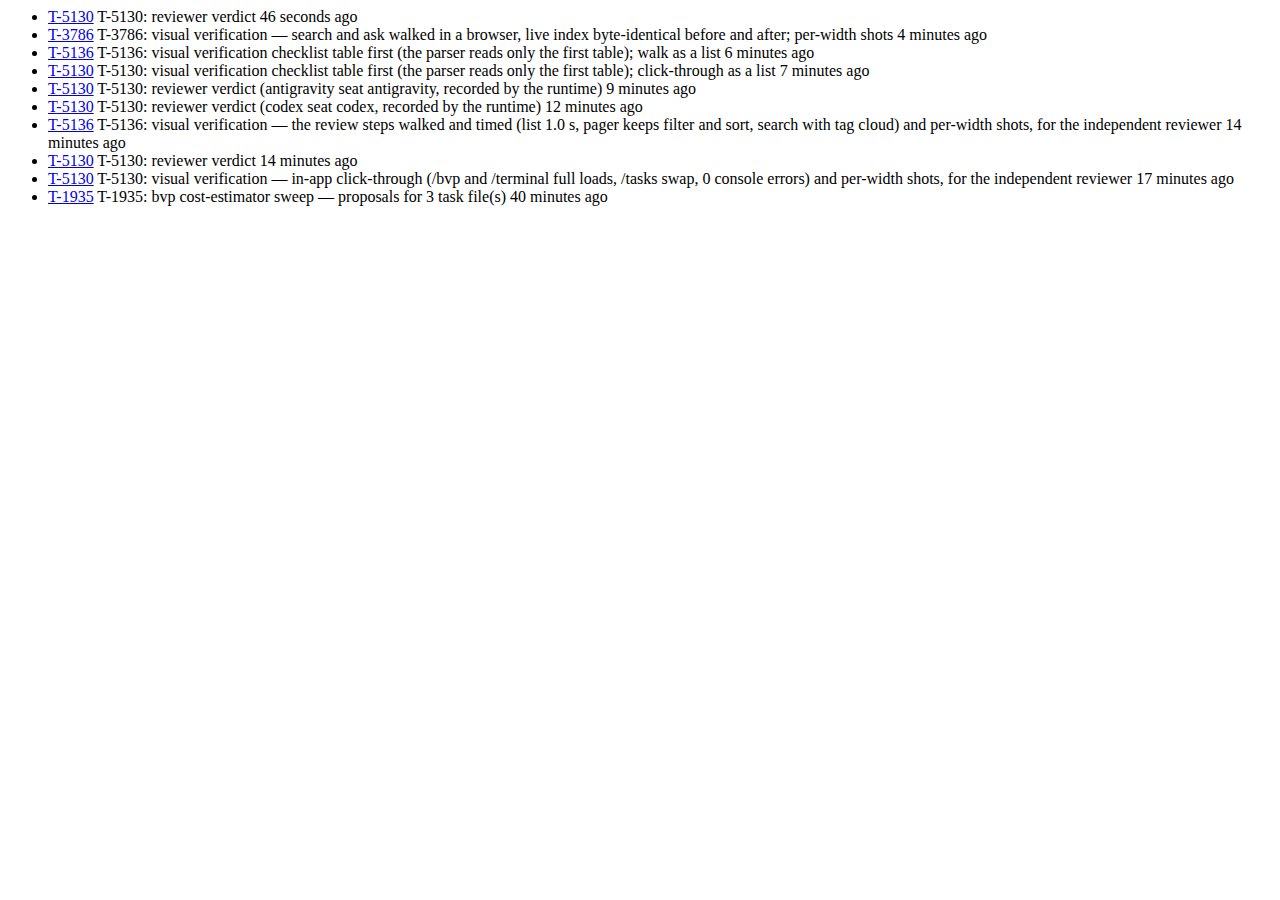 T-5130 T-5130: reviewer verdict 46 seconds ago
T-3786 T-3786: visual verification — search and ask walked in a browser, live index byte-identical before and after; per-width shots 4 minutes ago
T-5136 T-5136: visual verification checklist table first (the parser reads only the first table); walk as a list 6 minutes ago
T-5130 T-5130: visual verification checklist table first (the parser reads only the first table); click-through as a list 7 minutes ago
T-5130 T-5130: reviewer verdict (antigravity seat antigravity, recorded by the runtime) 9 minutes ago
T-5130 T-5130: reviewer verdict (codex seat codex, recorded by the runtime) 12 minutes ago
T-5136 T-5136: visual verification — the review steps walked and timed (list 1.0 s, pager keeps filter and sort, search with tag cloud) and per-width shots, for the independent reviewer 14
minutes ago
T-5130 T-5130: reviewer verdict 14 minutes ago
T-5130 T-5130: visual verification — in-app click-through (/bvp and /terminal full loads, /tasks swap, 0 console errors) and per-width shots, for the independent reviewer 17 minutes ago
T-1935 T-1935: bvp cost-estimator sweep — proposals for 3 task file(s) 40 minutes ago